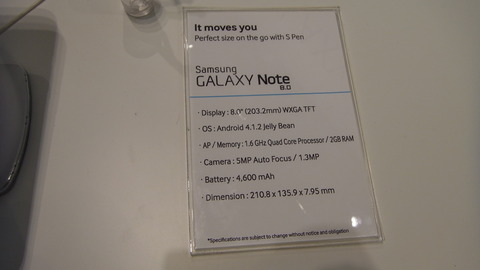 It moves you
Perfect size on the go with S Pen
Samsung
GALAXY Note
8.0
· Display : 8.0" (203.2mm) WXGA TFT
· OS : Android 4.1.2 Jelly Bean
· AP / Memory : 1.6 GHz Quad Core Processor / 2GB RAM
· Camera : 5MP Auto Focus / 1.3MP
· Battery : 4,600 mAh
· Dimension : 210.8 x 135.9 x 7.95 mm
*Specifications are subject to change without notice and obligation